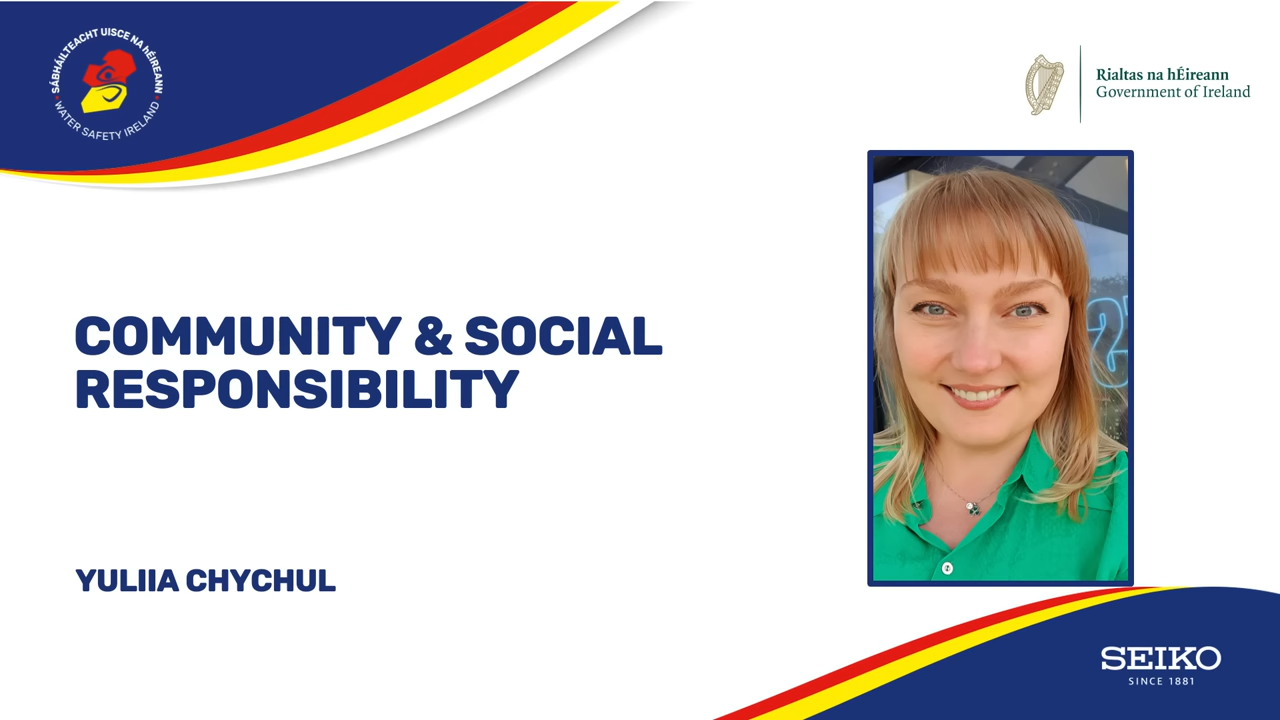 SÁBHÁILTEACHT UISCE NA hÉIREANN
WATER SAFETY IRELAND
Rialtas na hÉireann
Government of Ireland
COMMUNITY & SOCIAL
RESPONSIBILITY
YULIIA CHYCHUL
SEIKO
SINCE 1881